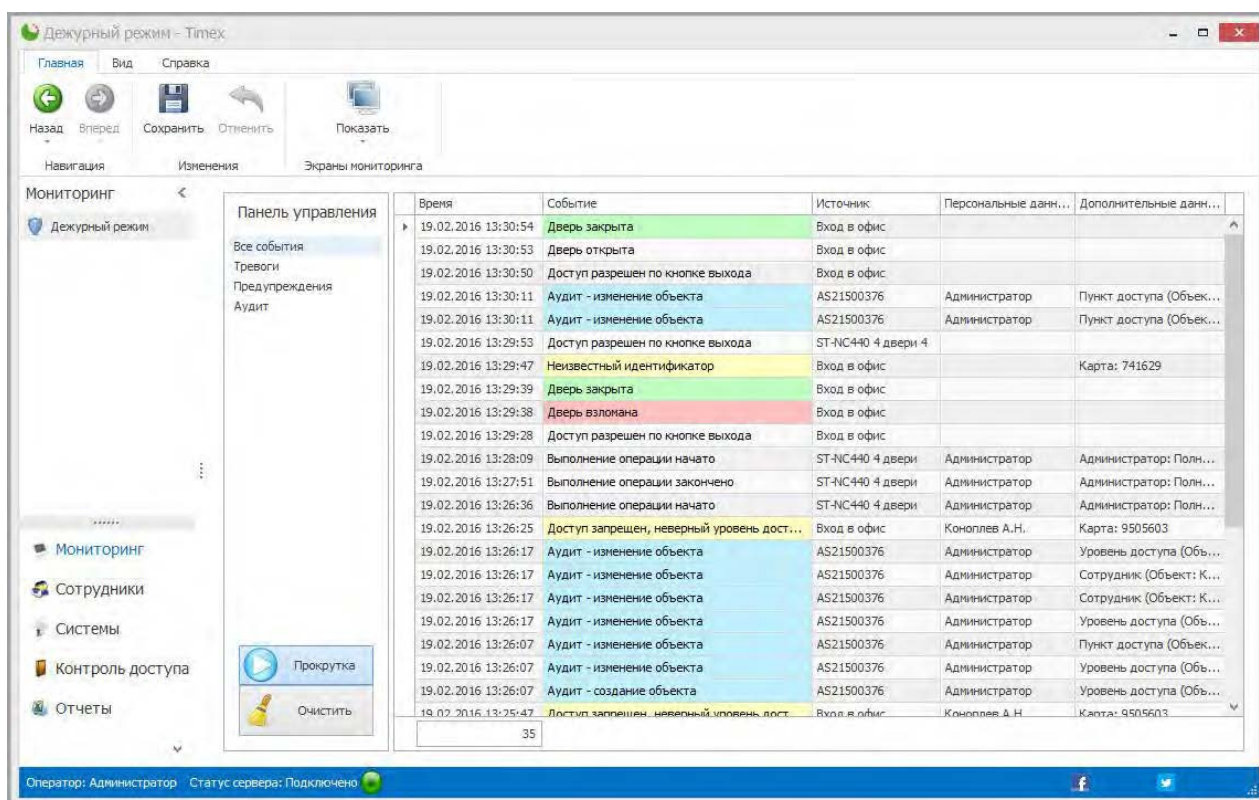 Дежурный режим - Timex
Главная Вид Справка
Назад Вперед Сохранить Отменить Показать
Навигация Изменения Экраны мониторинга
Мониторинг
Дежурный режим
Мониторинг
Сотрудники
Системы
Контроль доступа
Отчеты
Панель управления
Все события
Тревоги
Предупреждения
Аудит
Прокрутка
Очистить
Время Событие Источник Персональные данн... Дополнительные данн...
19.02.2016 13:30:54 Дверь закрыта Вход в офис
19.02.2016 13:30:53 Дверь открыта Вход в офис
19.02.2016 13:30:50 Доступ разрешен по кнопке выхода Вход в офис
19.02.2016 13:30:11 Аудит - изменение объекта AS21500376 Администратор Пункт доступа (Объек...
19.02.2016 13:30:11 Аудит - изменение объекта AS21500376 Администратор Пункт доступа (Объек...
19.02.2016 13:29:53 Доступ разрешен по кнопке выхода ST-NC440 4 двери 4
19.02.2016 13:29:47 Неизвестный идентификатор Вход в офис Карта: 741629
19.02.2016 13:29:39 Дверь закрыта Вход в офис
19.02.2016 13:29:38 Дверь взломана Вход в офис
19.02.2016 13:29:28 Доступ разрешен по кнопке выхода Вход в офис
19.02.2016 13:28:09 Выполнение операции начато ST-NC440 4 двери Администратор Администратор: Полн...
19.02.2016 13:27:51 Выполнение операции закончено ST-NC440 4 двери Администратор Администратор: Полн...
19.02.2016 13:26:36 Выполнение операции начато ST-NC440 4 двери Администратор Администратор: Полн...
19.02.2016 13:26:25 Доступ запрещен, неверный уровень дост... Вход в офис Коноплев А.Н. Карта: 9505603
19.02.2016 13:26:17 Аудит - изменение объекта AS21500376 Администратор Уровень доступа (Объ...
19.02.2016 13:26:17 Аудит - изменение объекта AS21500376 Администратор Сотрудник (Объект: К...
19.02.2016 13:26:17 Аудит - изменение объекта AS21500376 Администратор Сотрудник (Объект: К...
19.02.2016 13:26:17 Аудит - изменение объекта AS21500376 Администратор Уровень доступа (Объ...
19.02.2016 13:26:07 Аудит - изменение объекта AS21500376 Администратор Пункт доступа (Объек...
19.02.2016 13:26:07 Аудит - изменение объекта AS21500376 Администратор Уровень доступа (Объ...
19.02.2016 13:26:07 Аудит - создание объекта AS21500376 Администратор Уровень доступа (Объ...
19.02.2016 13:25:47 Доступ запрещен, неверный уровень дост... Вход в офис Коноплев А.Н. Карта: 9505603
35
Оператор: Администратор Статус сервера: Подключено